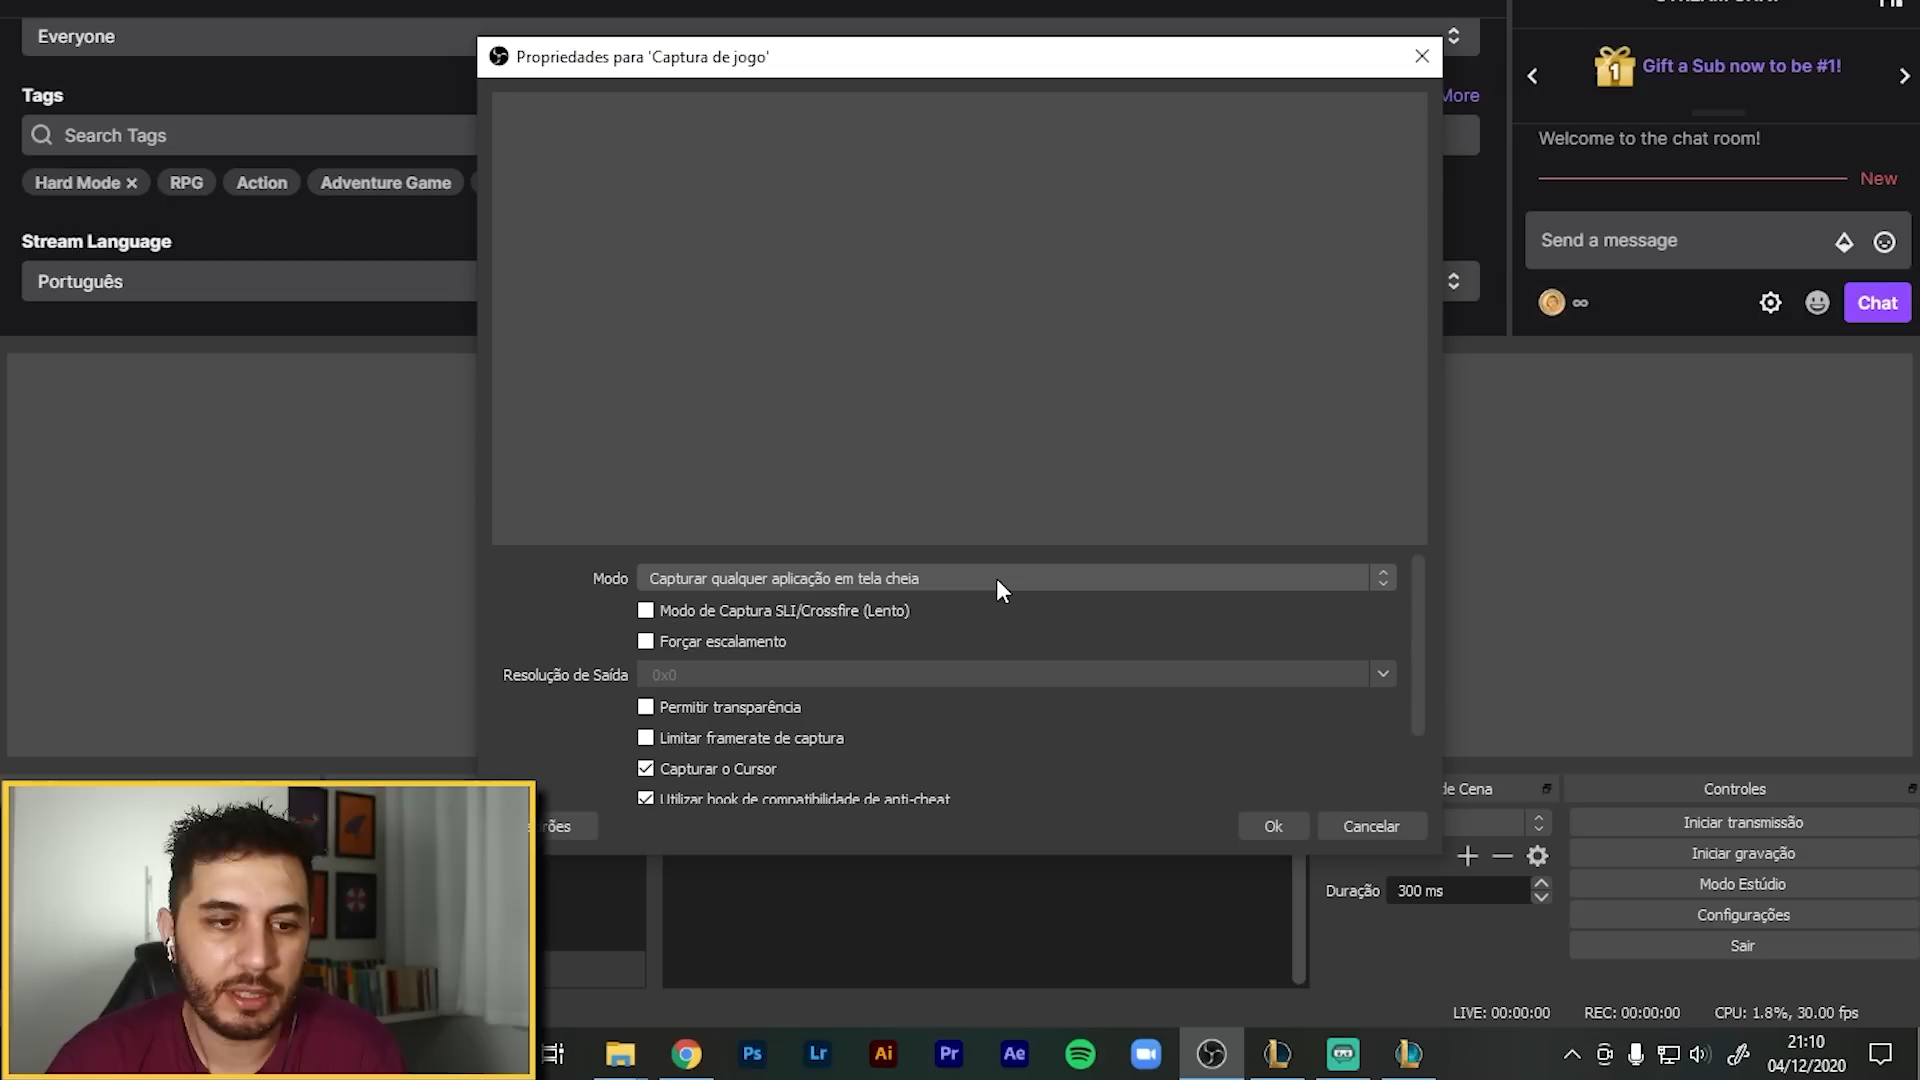 Everyone
Tags
Search Tags
Hard Mode
RPG
Action
Adventure Game
Stream Language
Português
Propriedades para 'Captura de jogo'
More
Modo
Capturar qualquer aplicação em tela cheia
Modo de Captura SLI/Crossfire (Lento)
Forçar escalamento
Resolução de Saída
0x0
Permitir transparência
Limitar framerate de captura
Capturar o Cursor
Utilizar hook de compatibilidade de anti-cheat
Ok
Cancelar
1
Gift a Sub now to be #1!
Welcome to the chat room!
New
Send a message
Chat
de Cena
Duração
300 ms
Controles
Iniciar transmissão
Iniciar gravação
Modo Estúdio
Configurações
Sair
LIVE: 00:00:00
REC: 00:00:00
CPU: 1.8%, 30.00 fps
Ps
Lr
Ai
Pr
Ae
21:10
04/12/2020